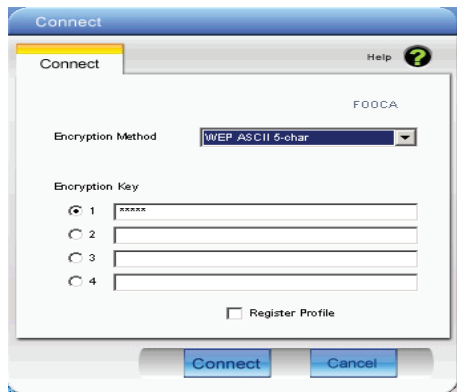 Connect
Connect
Help ?
F00CA
Encryption Method
WEP ASCII 5-char
Encryption Key
1 *****
2
3
4
Register Profile
Connect Cancel